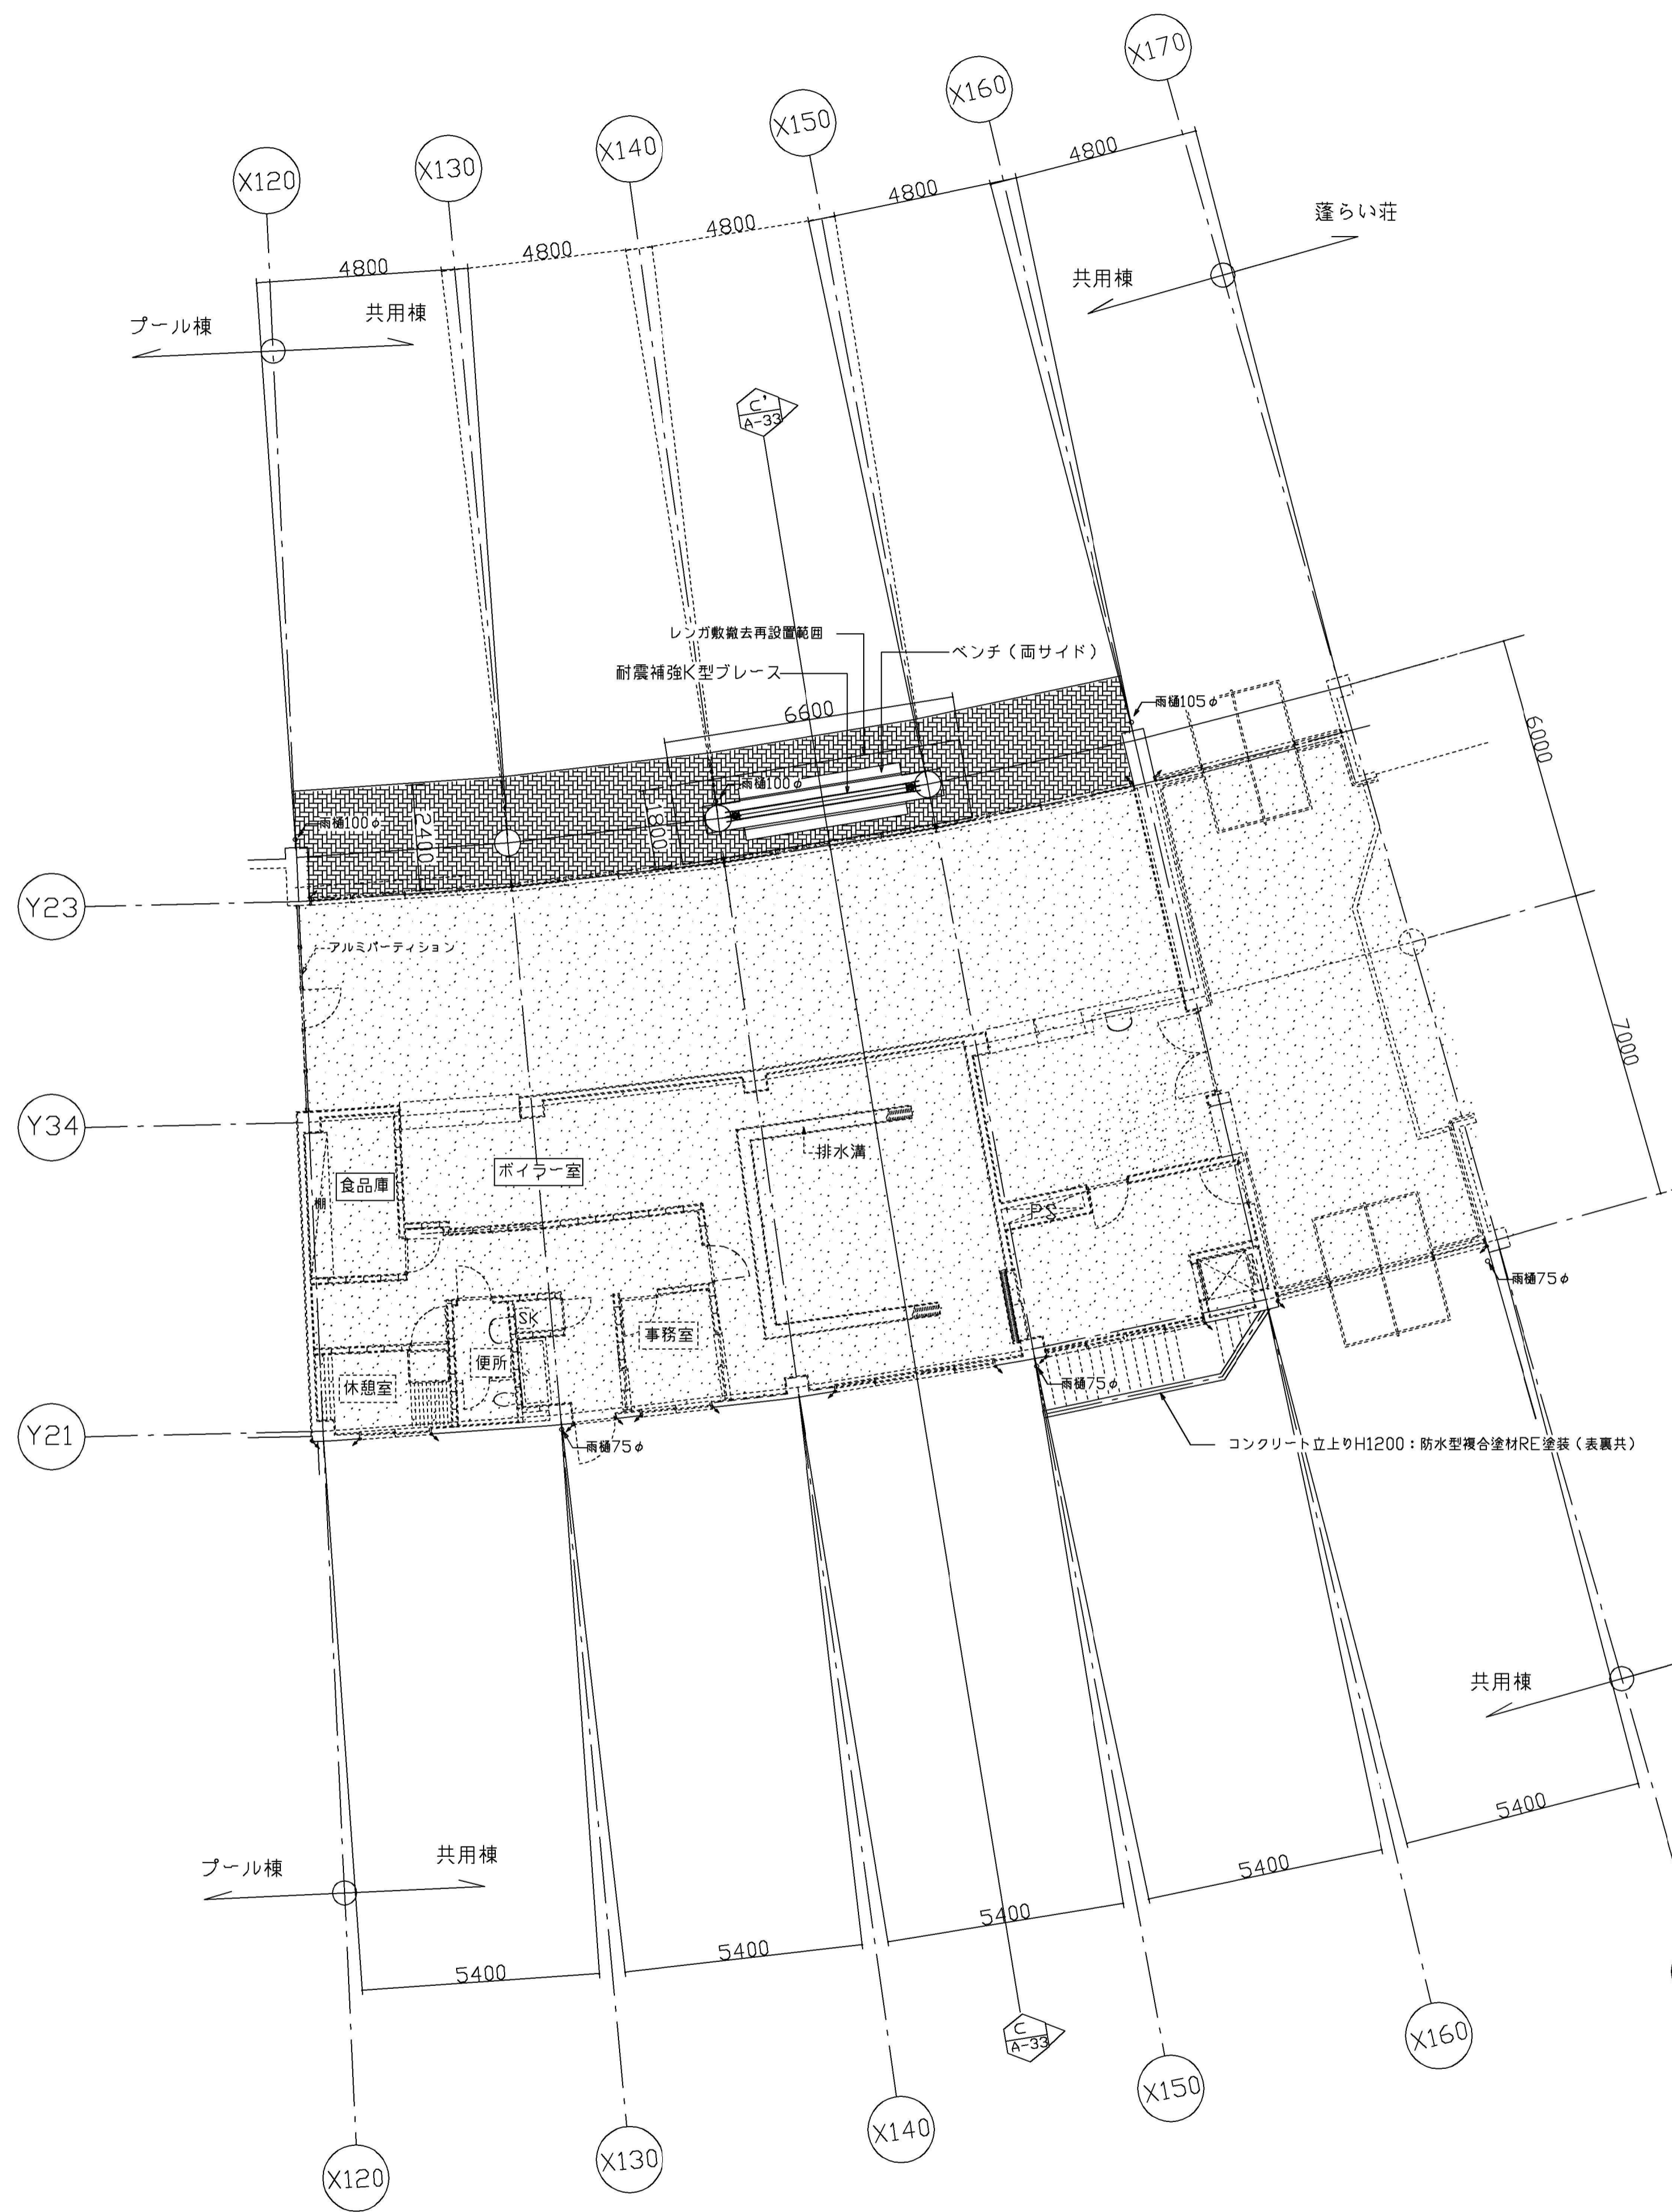 X170
X160
X150
X140
X130
X120
4800
4800
4800
4800
4800
蓬らい荘
共用棟
プール棟
共用棟
C'
A-33
レンガ敷撤去再設置範囲
ベンチ（両サイド）
耐震補強K型ブレース
6600
雨樋105φ
6000
雨樋100φ
雨樋100φ
2400
1800
Y23
アルミパーティション
7000
Y34
排水溝
ボイラー室
食品庫
棚
PS
雨樋75φ
SK
事務室
便所
休憩室
雨樋75φ
Y21
雨樋75φ
コンクリート立上りH1200：防水型複合塗材RE塗装（表裏共）
共用棟
5400
プール棟
共用棟
5400
5400
5400
5400
C
A-33
X160
X150
X140
X130
X120